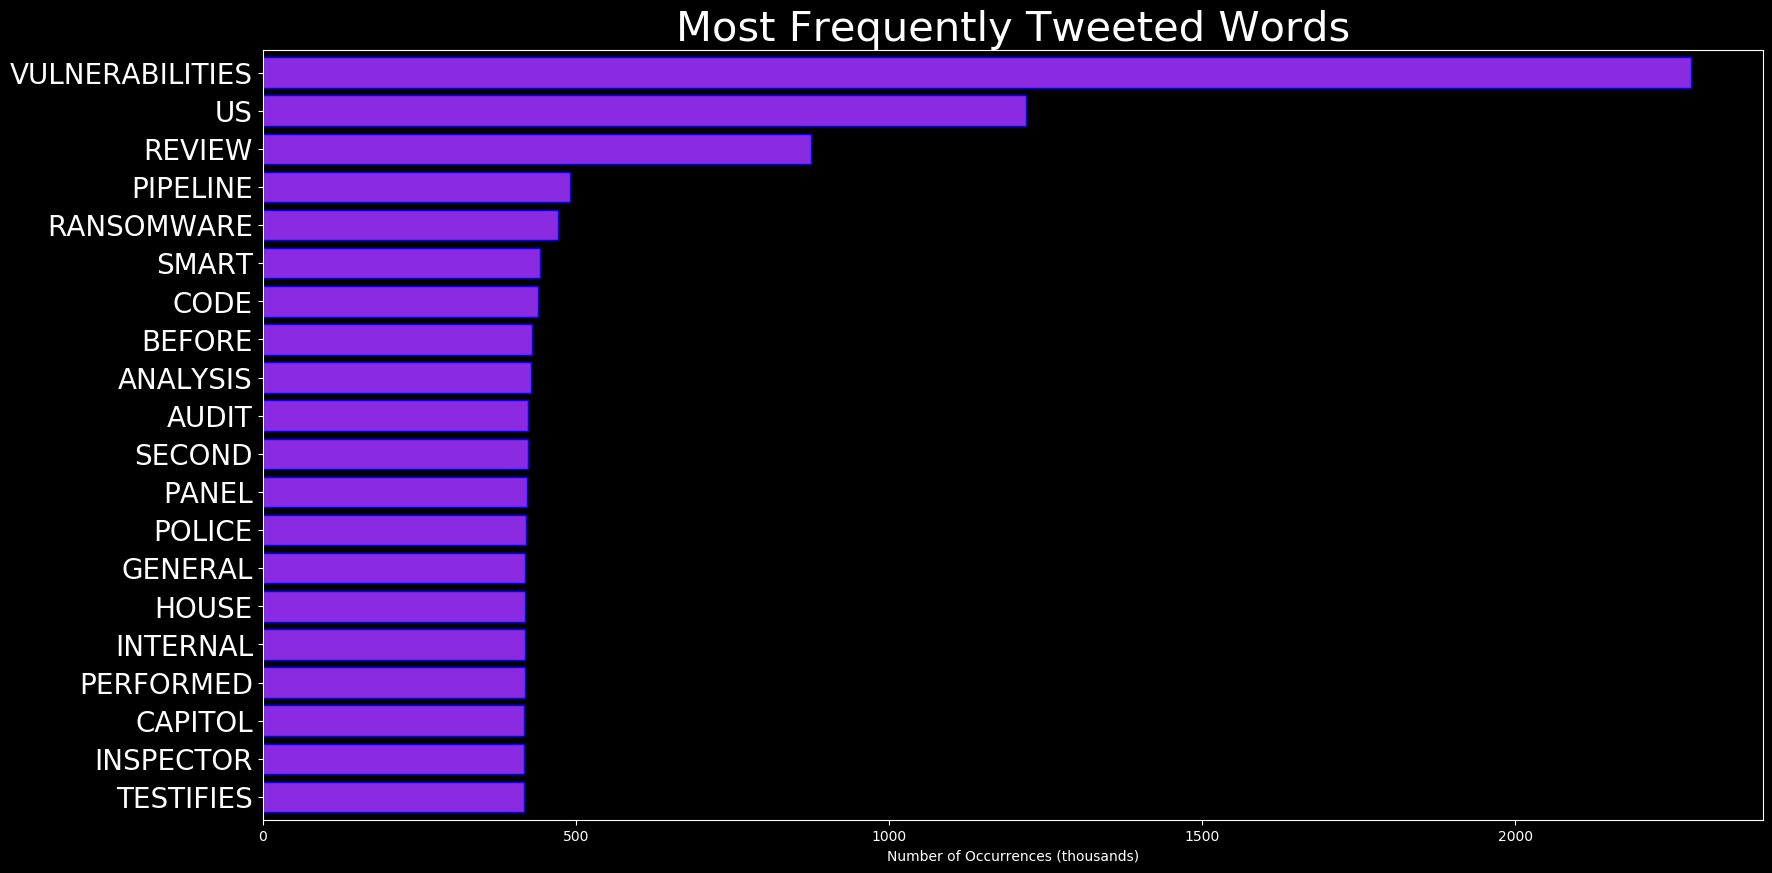 Most Frequently Tweeted Words
VULNERABILITIES
US
REVIEW
PIPELINE
RANSOMWARE
SMART
CODE
BEFORE
ANALYSIS
AUDIT
SECOND
PANEL
POLICE
GENERAL
HOUSE
INTERNAL
PERFORMED
CAPITOL
INSPECTOR
TESTIFIES
0 500 1000 1500 2000
Number of Occurrences (thousands)